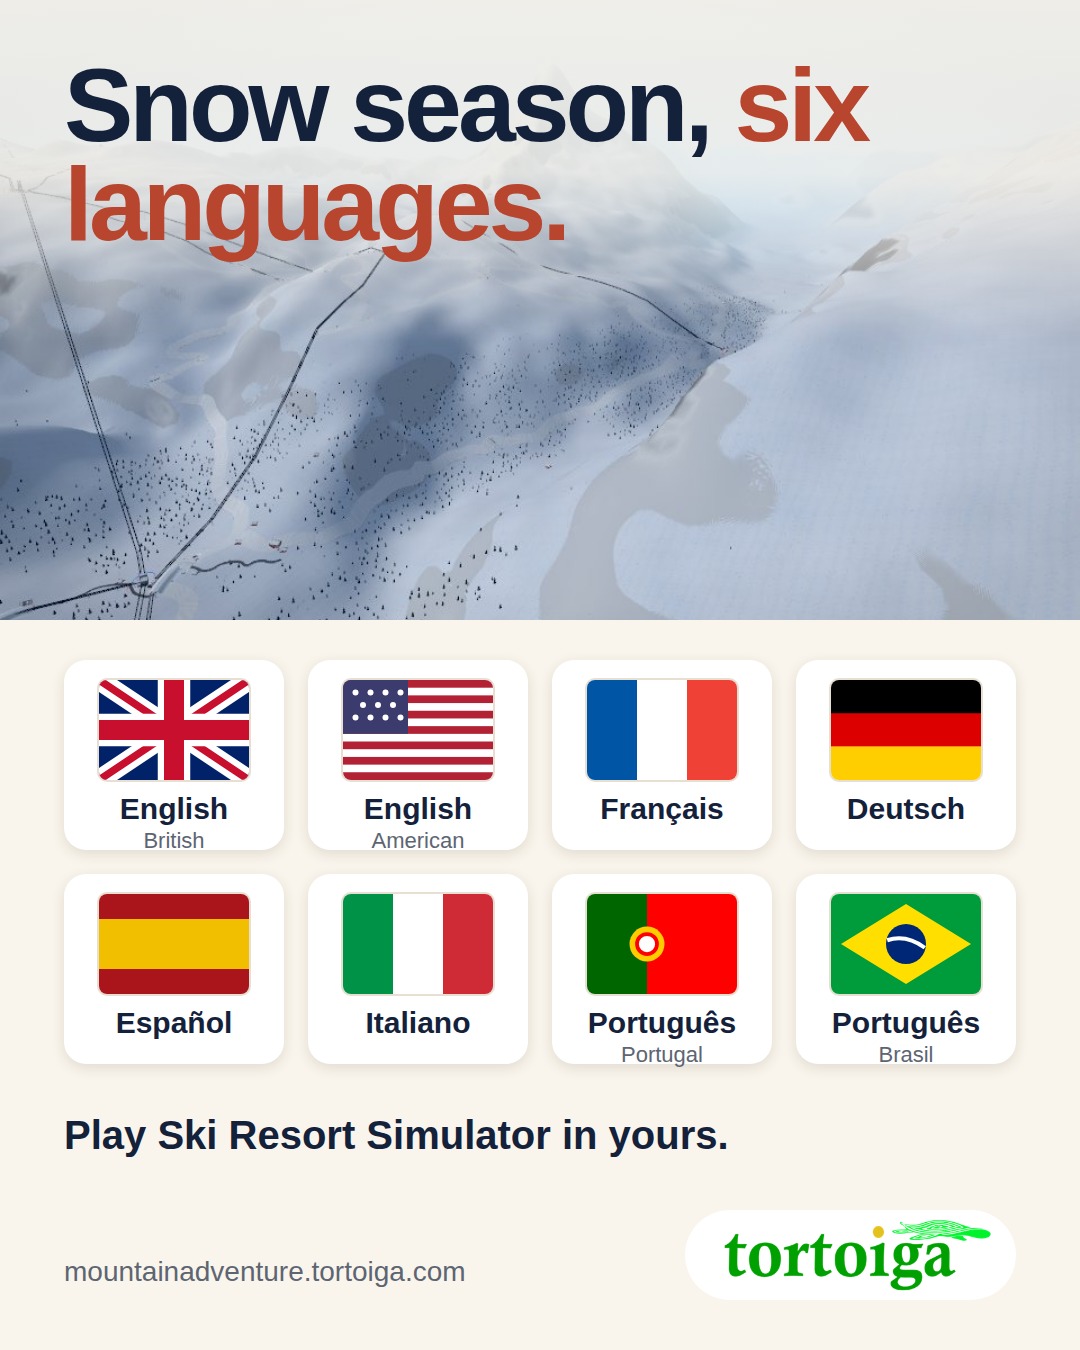 Snow season, six
languages.
English
British
English
American
Français
Deutsch
Español
Italiano
Português
Portugal
Português
Brasil
Play Ski Resort Simulator in yours.
mountainadventure.tortoiga.com
tortoiga